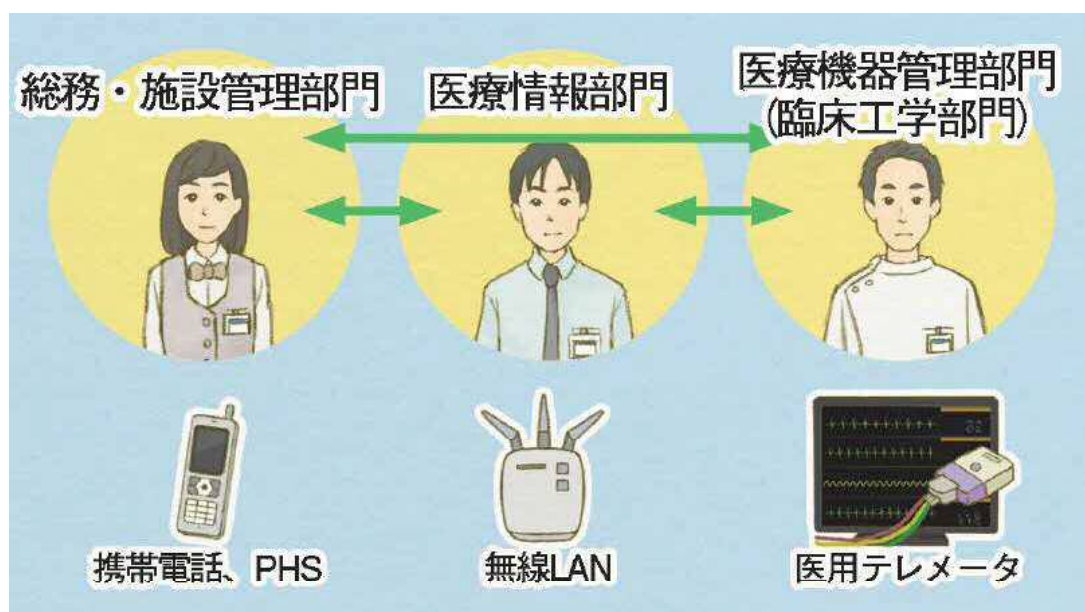 総務・施設管理部門
医療情報部門
医療機器管理部門
(臨床工学部門)
携帯電話、PHS
無線LAN
医用テレメータ